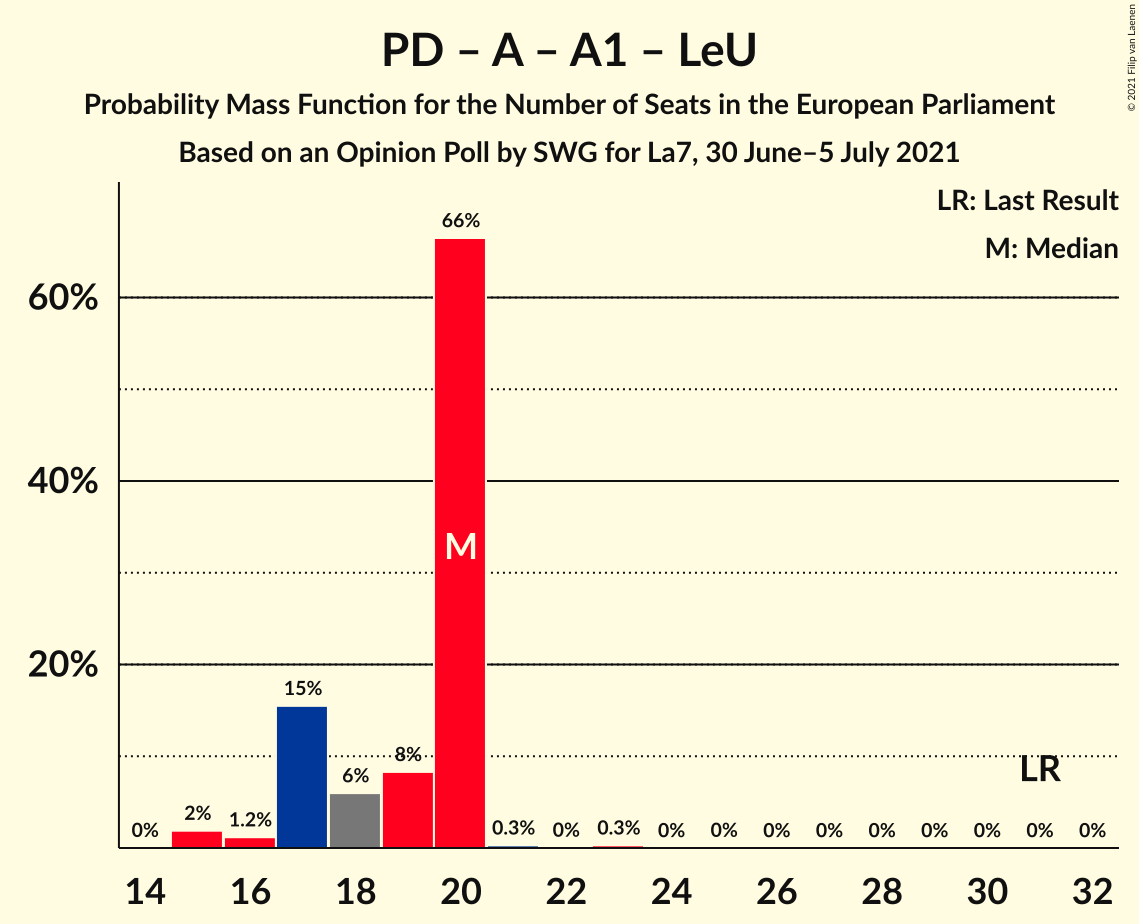 PD – A – A1 – LeU
Probability Mass Function for the Number of Seats in the European Parliament
Based on an Opinion Poll by SWG for La7, 30 June–5 July 2021
© 2021 Filip van Laenen
LR: Last Result
M: Median
60%
40%
20%
0%
2%
1.2%
15%
6%
8%
66%
0.3%
0%
0.3%
0%
0%
0%
0%
0%
0%
0%
0%
0%
M
LR
14 16 18 20 22 24 26 28 30 32